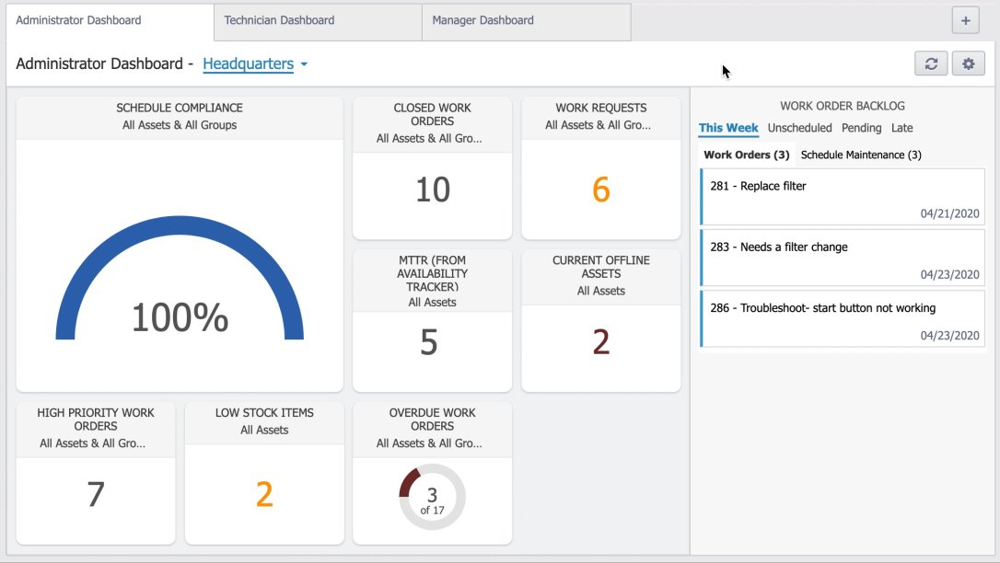 Administrator Dashboard
Technician Dashboard
Manager Dashboard
+
Administrator Dashboard - Headquarters
SCHEDULE COMPLIANCE
All Assets & All Groups
100%
CLOSED WORK
ORDERS
All Assets & All Gro...
10
WORK REQUESTS
All Assets & All Gro...
6
MTTR (FROM
AVAILABILITY
TRACKER)
All Assets
5
CURRENT OFFLINE
ASSETS
All Assets
2
HIGH PRIORITY WORK
ORDERS
All Assets & All Gro...
7
LOW STOCK ITEMS
All Assets
2
OVERDUE WORK
ORDERS
All Assets & All Gro...
3
of 17
WORK ORDER BACKLOG
This Week Unscheduled Pending Late
Work Orders (3) Schedule Maintenance (3)
281 - Replace filter
04/21/2020
283 - Needs a filter change
04/23/2020
286 - Troubleshoot- start button not working
04/23/2020